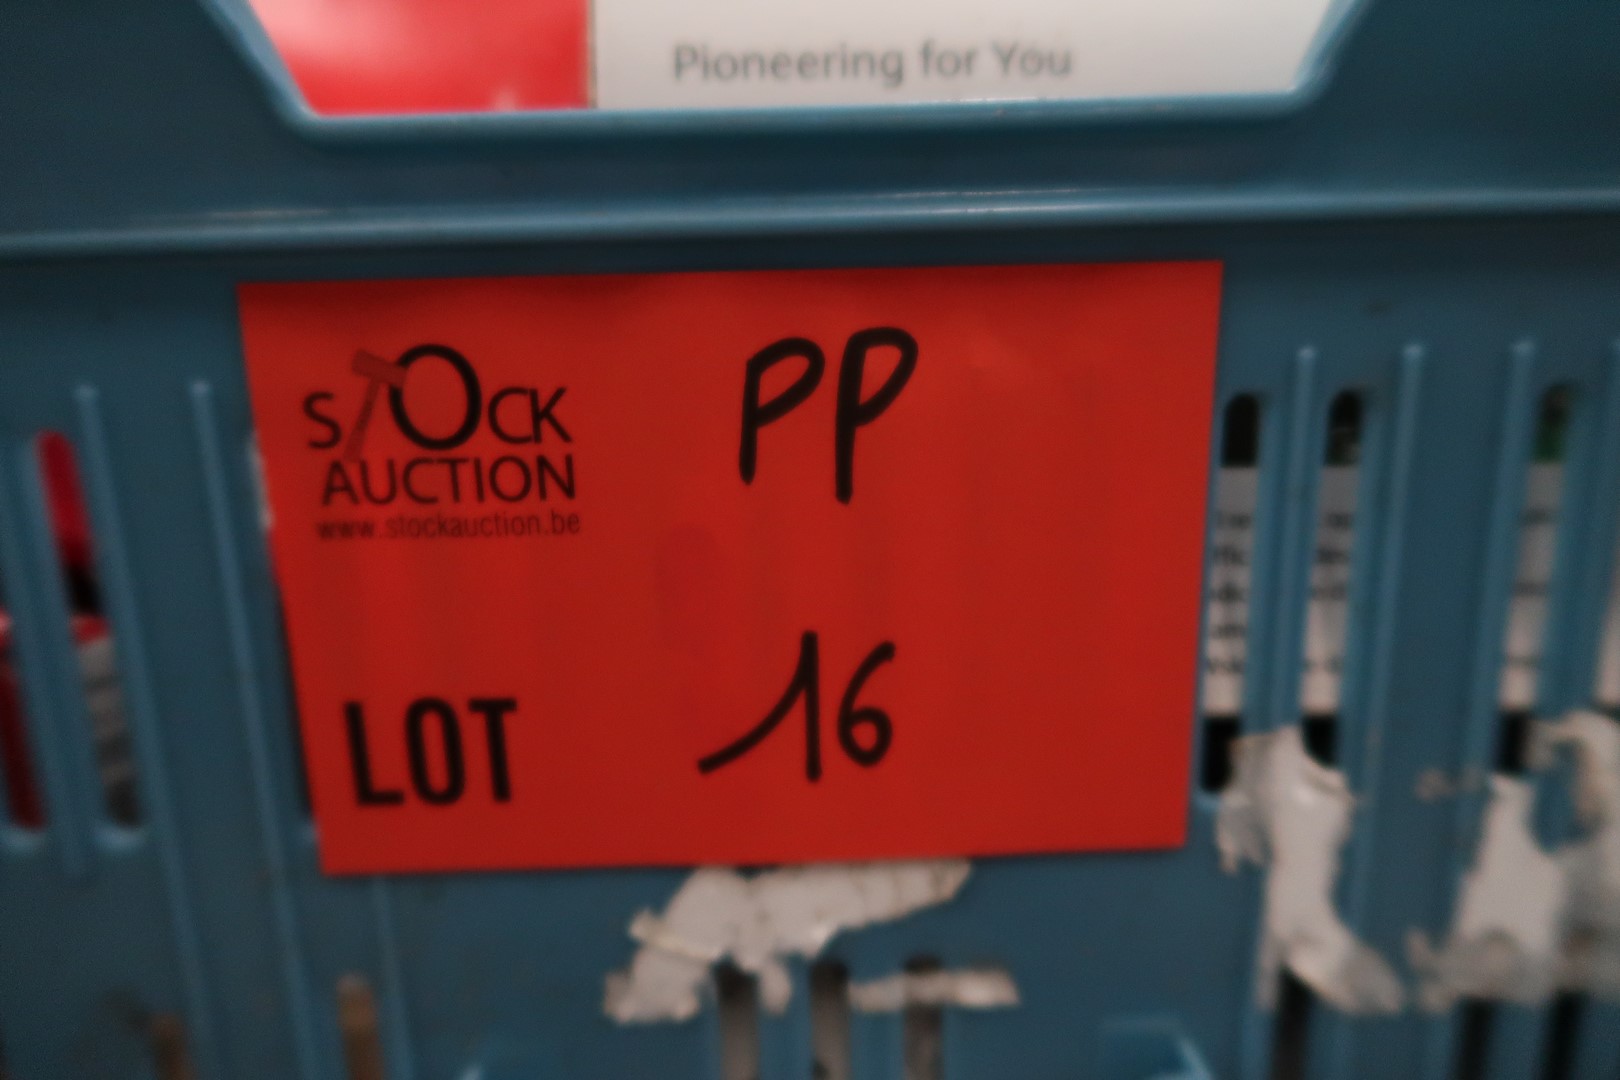 Pioneering for You
PP
STOCK
AUCTION
www.stockauction.be
LOT 16